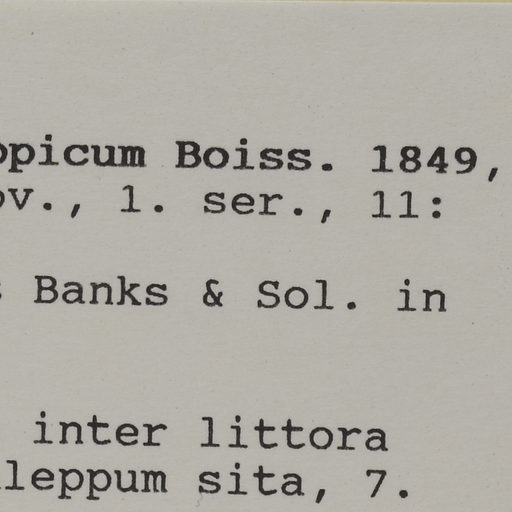 opicum Boiss. 1849,
ov., 1. ser., 11:
s Banks & Sol. in
inter littora
leppum sita, 7.